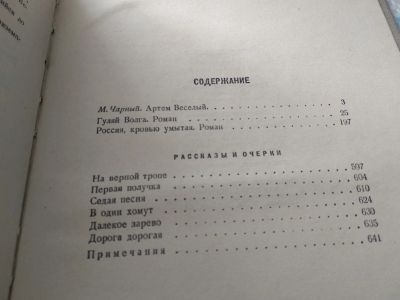 СОДЕРЖАНИЕ
М. Чарный. Артем Веселый. 3
Гуляй Волга. Роман 25
Россия, кровью умытая. Роман 197
РАССКАЗЫ И ОЧЕРКИ
На верной тропе 597
Первая получка 604
Седая песня 610
В один хомут 624
Далекое зарево 630
Дорога дорогая 635
Примечания 641